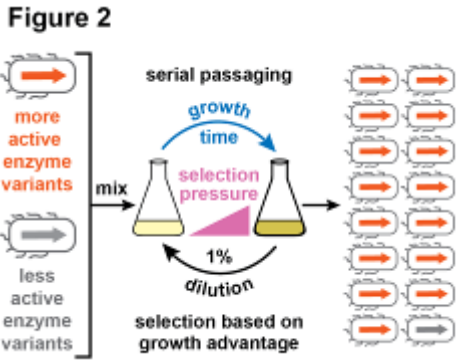 Figure 2
more
active
enzyme
variants
less
active
enzyme
variants
mix
serial passaging
growth
time
selection
pressure
1%
dilution
selection based on
growth advantage